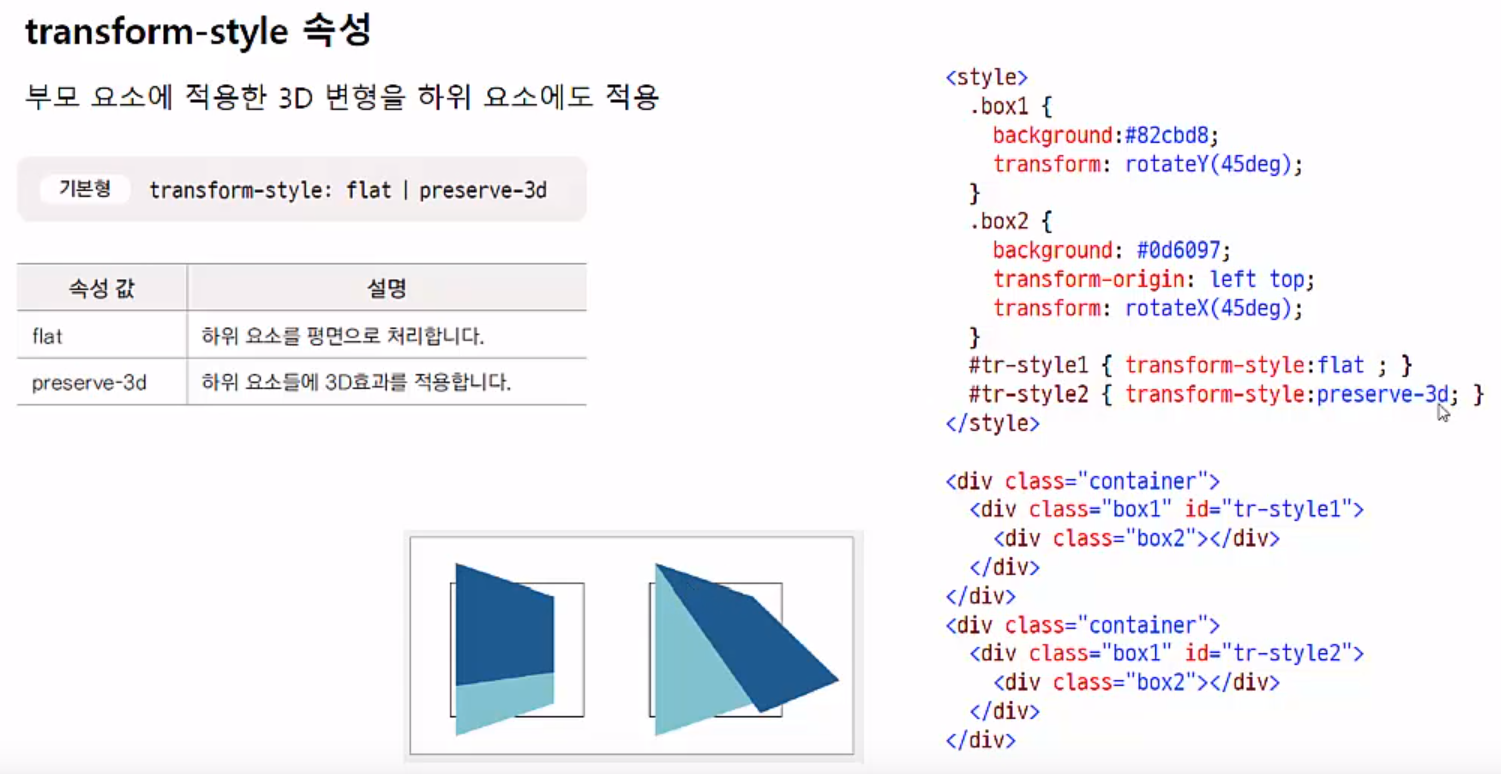 transform-style 속성
부모 요소에 적용한 3D 변형을 하위 요소에도 적용
기본형 transform-style: flat | preserve-3d
속성 값 설명
flat 하위 요소를 평면으로 처리합니다.
preserve-3d 하위 요소들에 3D효과를 적용합니다.
<style>
.box1 {
background:#82cbd8;
transform: rotateY(45deg);
}
.box2 {
background: #0d6097;
transform-origin: left top;
transform: rotateX(45deg);
}
#tr-style1 { transform-style:flat ; }
#tr-style2 { transform-style:preserve-3d; }
</style>
<div class="container">
<div class="box1" id="tr-style1">
<div class="box2"></div>
</div>
</div>
<div class="container">
<div class="box1" id="tr-style2">
<div class="box2"></div>
</div>
</div>